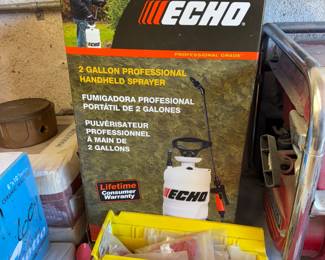 ECHO
PROFESSIONAL GRADE
2 GALLON PROFESSIONAL
HANDHELD SPRAYER
FUMIGADORA PROFESIONAL
PORTÁTIL DE 2 GALONES
PULVÉRISATEUR
PROFESSIONNEL
À MAIN DE
2 GALLONS
Lifetime
Consumer
Warranty
ECHO